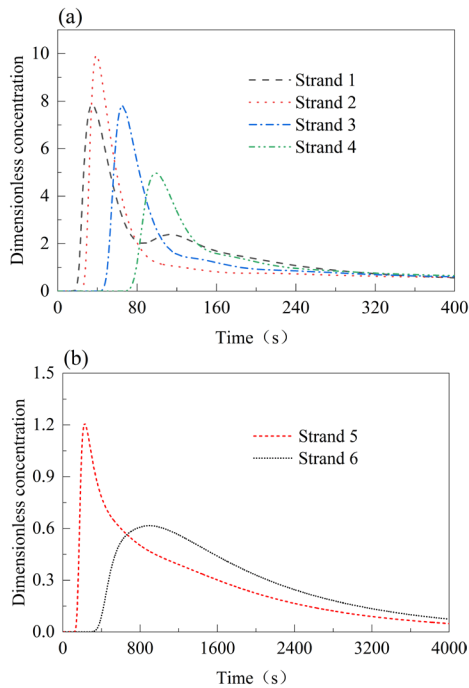 (a)
Dimensionless concentration
10
8
6
4
2
0
Strand 1
Strand 2
Strand 3
Strand 4
0 80 160 240 320 400
Time（s）
(b)
Dimensionless concentration
1.5
1.2
0.9
0.6
0.3
0.0
Strand 5
Strand 6
0 800 1600 2400 3200 4000
Time（s）